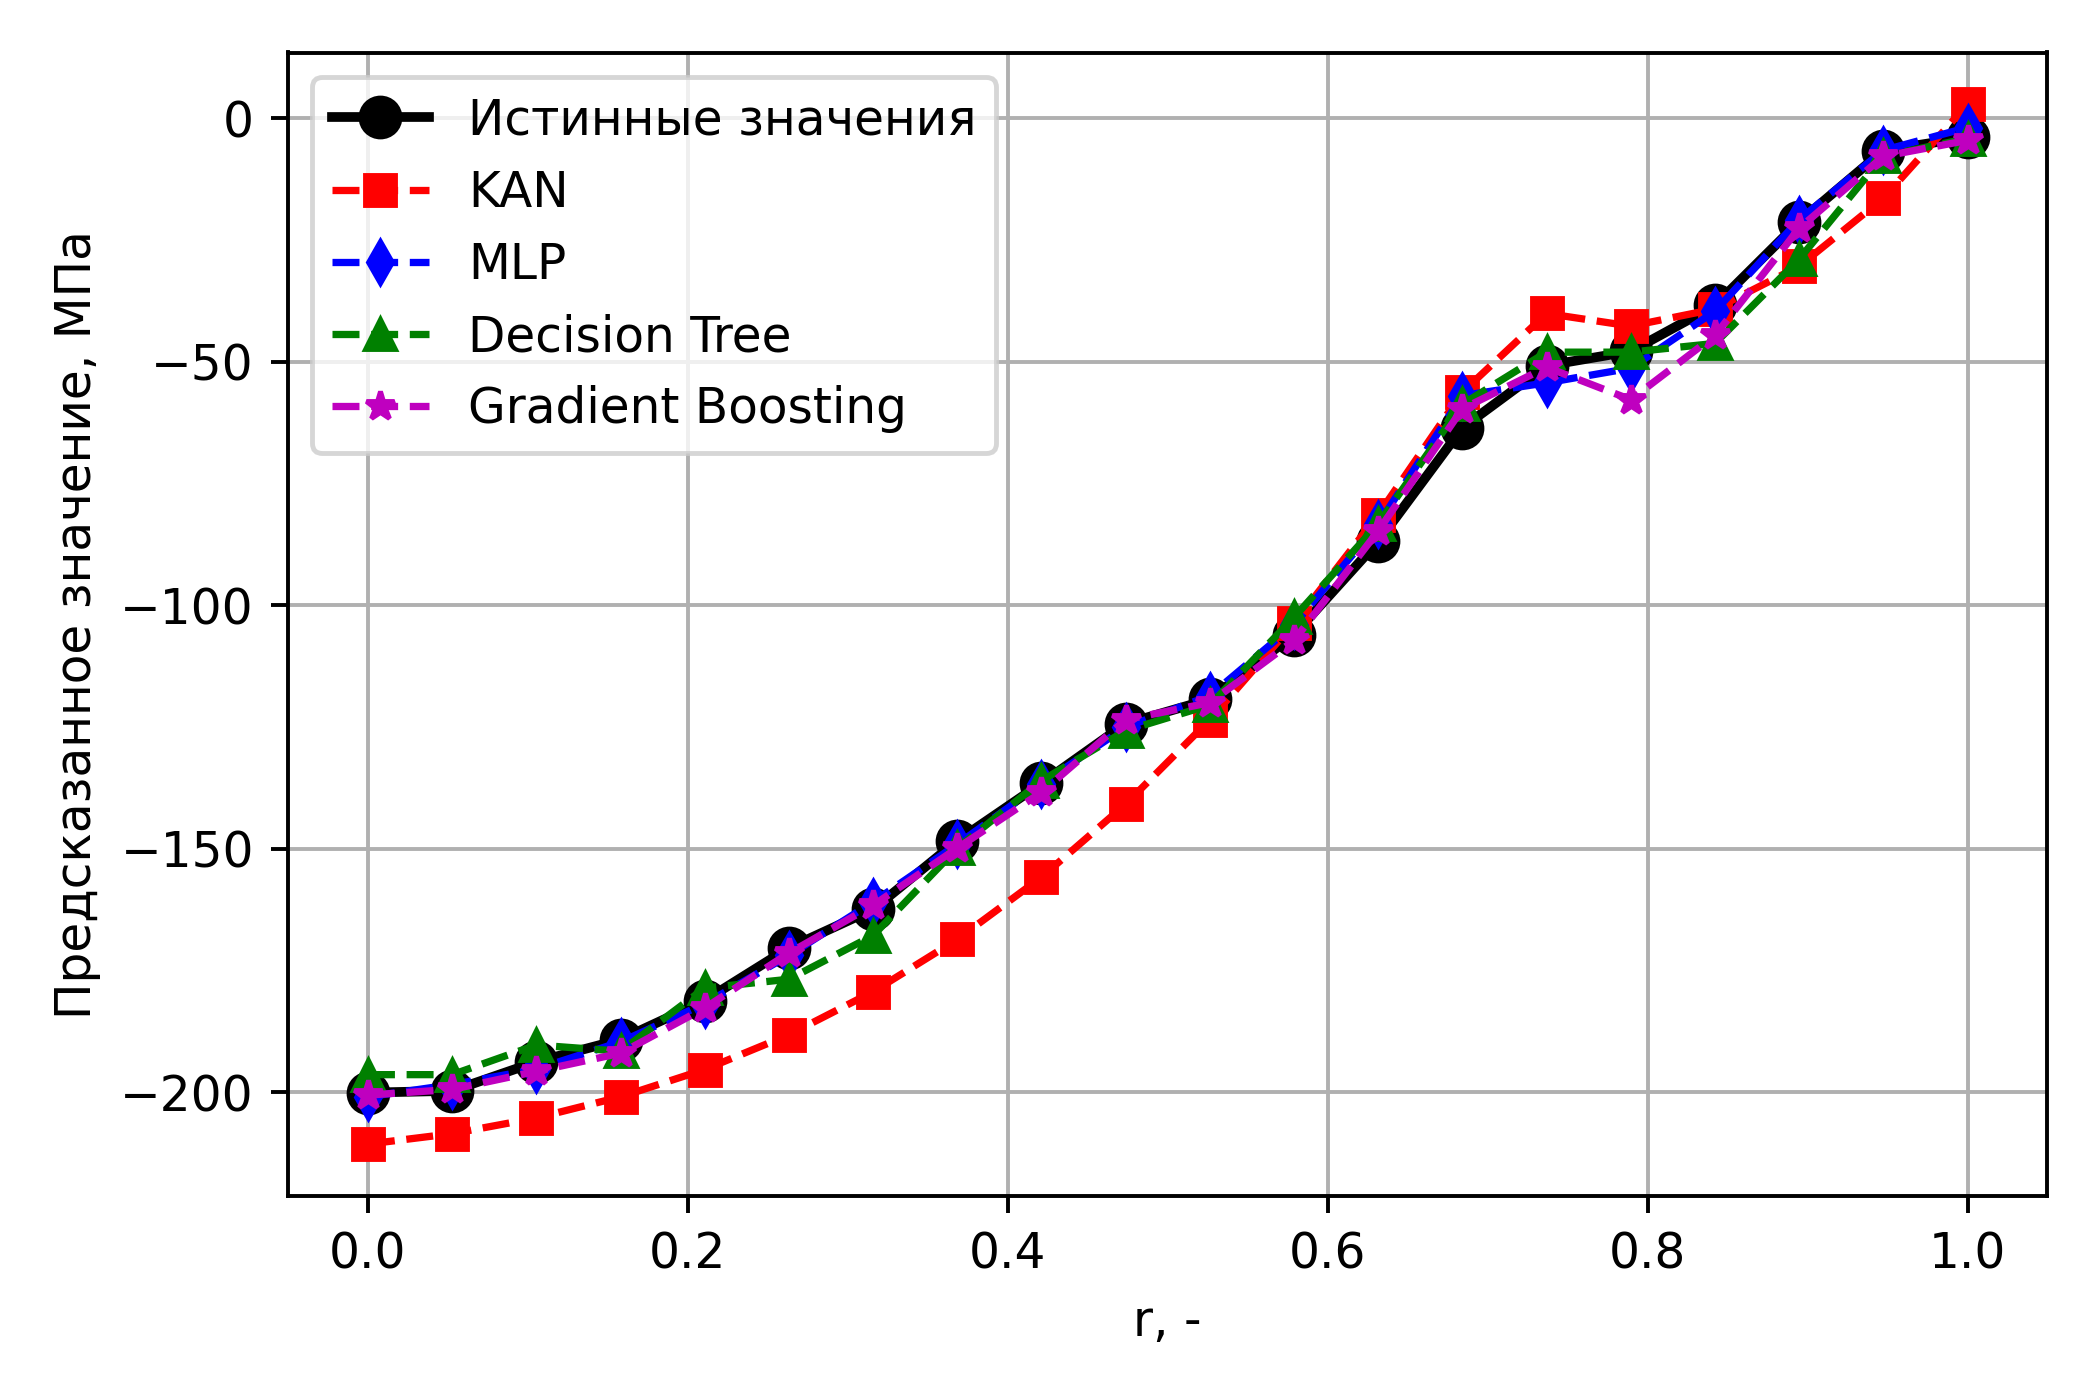 Истинные значения
KAN
MLP
Decision Tree
Gradient Boosting
Предсказанное значение, МПа
0
−50
−100
−150
−200
0.0 0.2 0.4 0.6 0.8 1.0
r, -